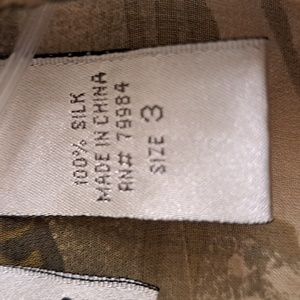 100% SILK
MADE IN CHINA
RN# 79984
SIZE 3